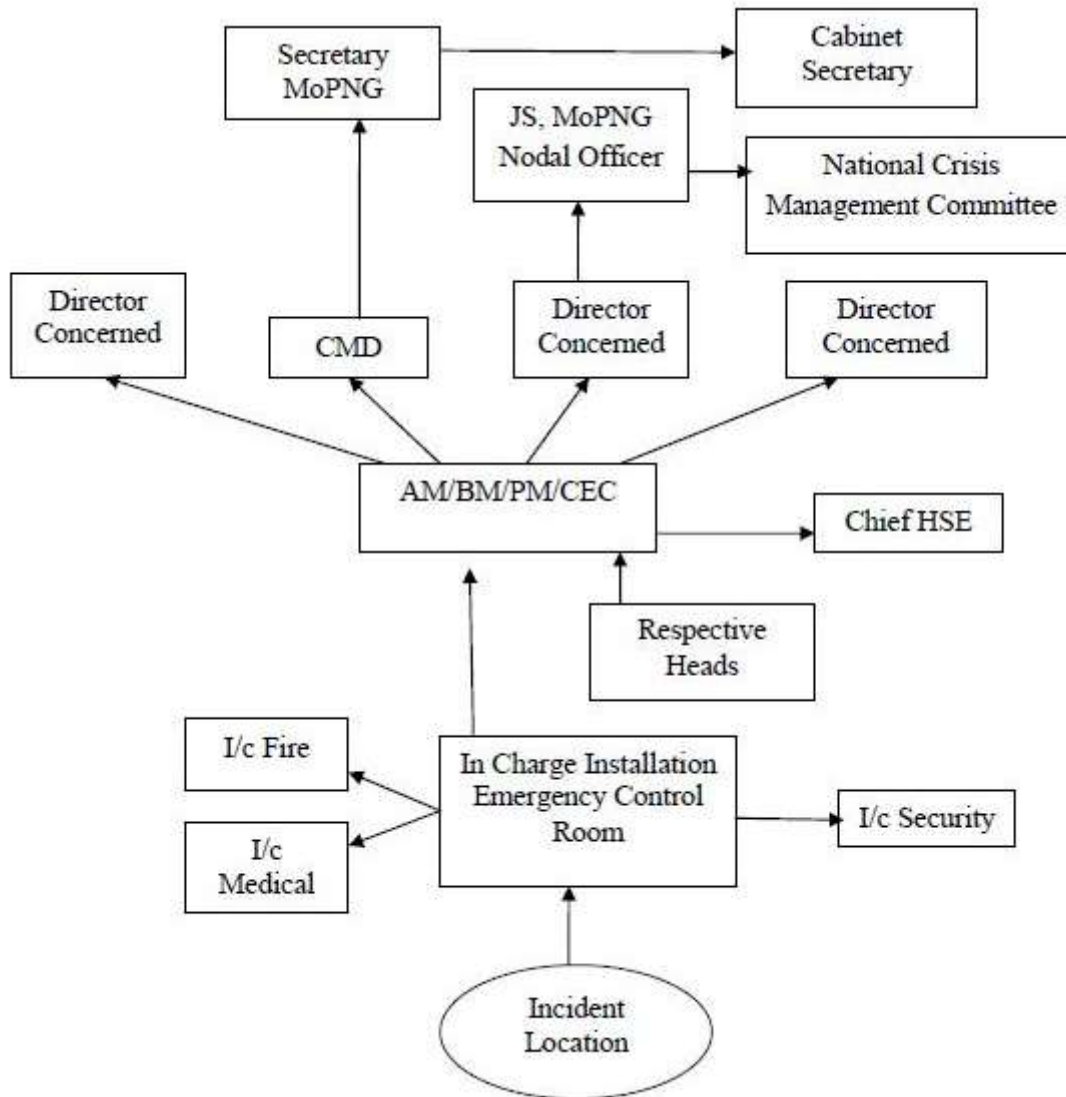 Secretary
MoPNG
Cabinet
Secretary
JS, MoPNG
Nodal Officer
National Crisis
Management Committee
Director
Concerned
CMD
Director
Concerned
Director
Concerned
AM/BM/PM/CEC
Chief HSE
Respective
Heads
I/c Fire
In Charge Installation
Emergency Control
Room
I/c Security
I/c
Medical
Incident
Location